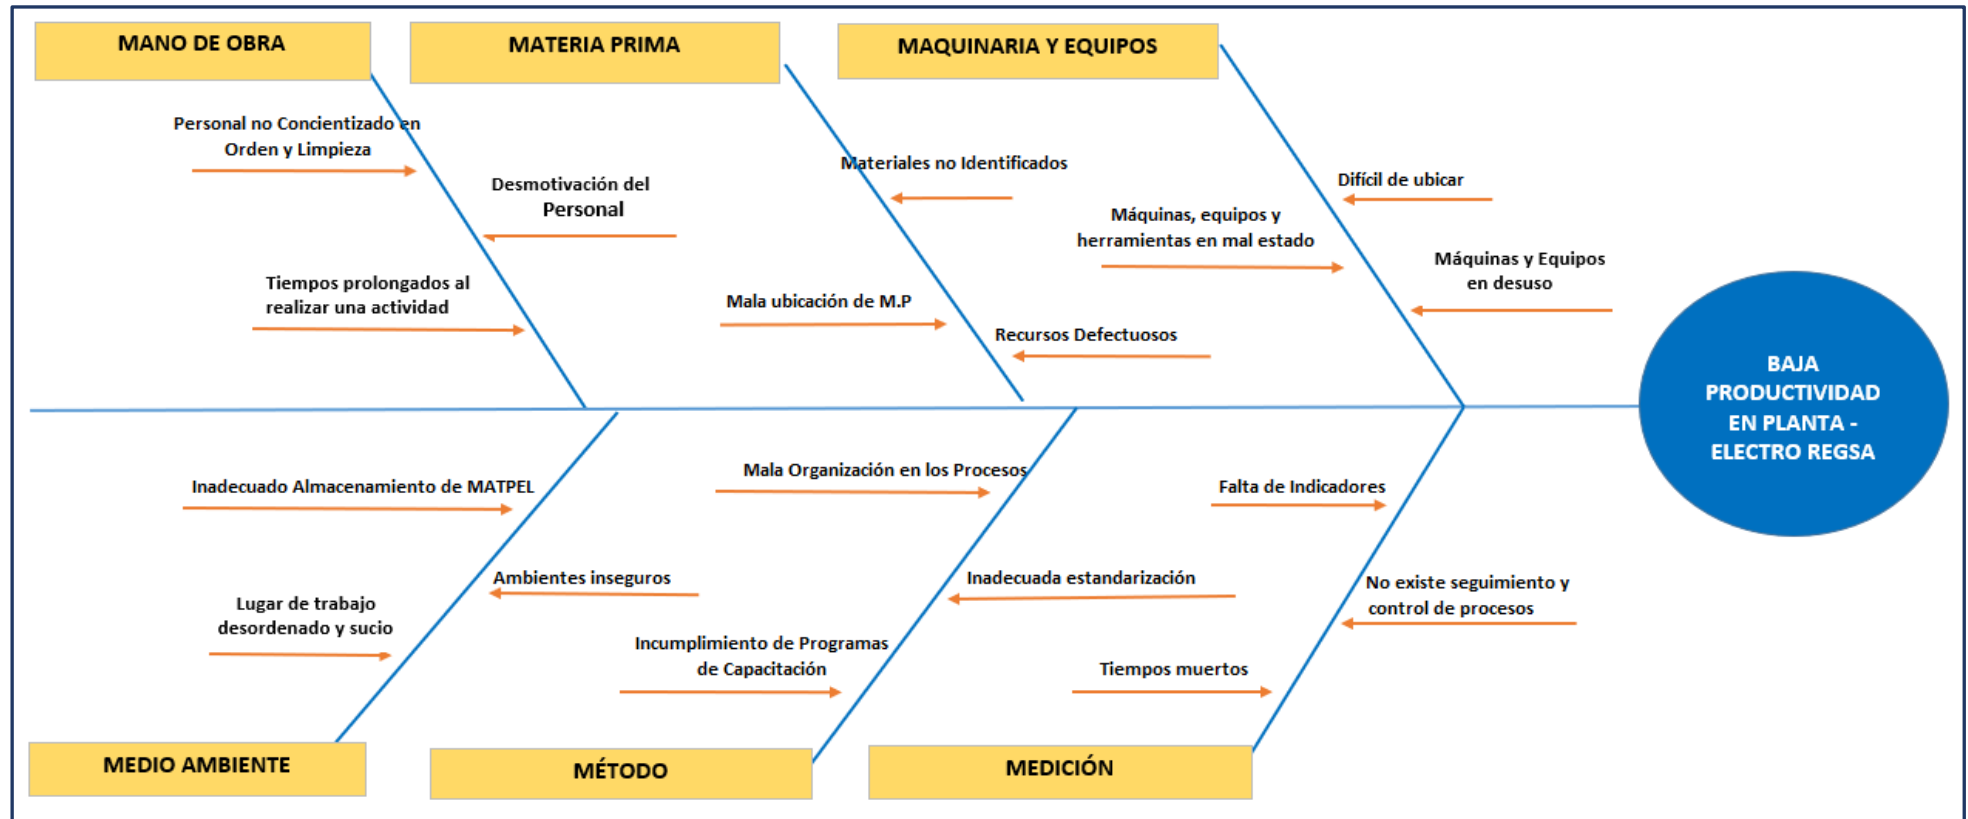 MANO DE OBRA
MATERIA PRIMA
MAQUINARIA Y EQUIPOS
Personal no Concientizado en
Orden y Limpieza
Desmotivación del
Personal
Tiempos prolongados al
realizar una actividad
Materiales no Identificados
Mala ubicación de M.P
Recursos Defectuosos
Difícil de ubicar
Máquinas, equipos y
herramientas en mal estado
Máquinas y Equipos
en desuso
BAJA
PRODUCTIVIDAD
EN PLANTA -
ELECTRO REGSA
Inadecuado Almacenamiento de MATPEL
Ambientes inseguros
Lugar de trabajo
desordenado y sucio
Mala Organización en los Procesos
Inadecuada estandarización
Incumplimiento de Programas
de Capacitación
Falta de Indicadores
No existe seguimiento y
control de procesos
Tiempos muertos
MEDIO AMBIENTE
MÉTODO
MEDICIÓN